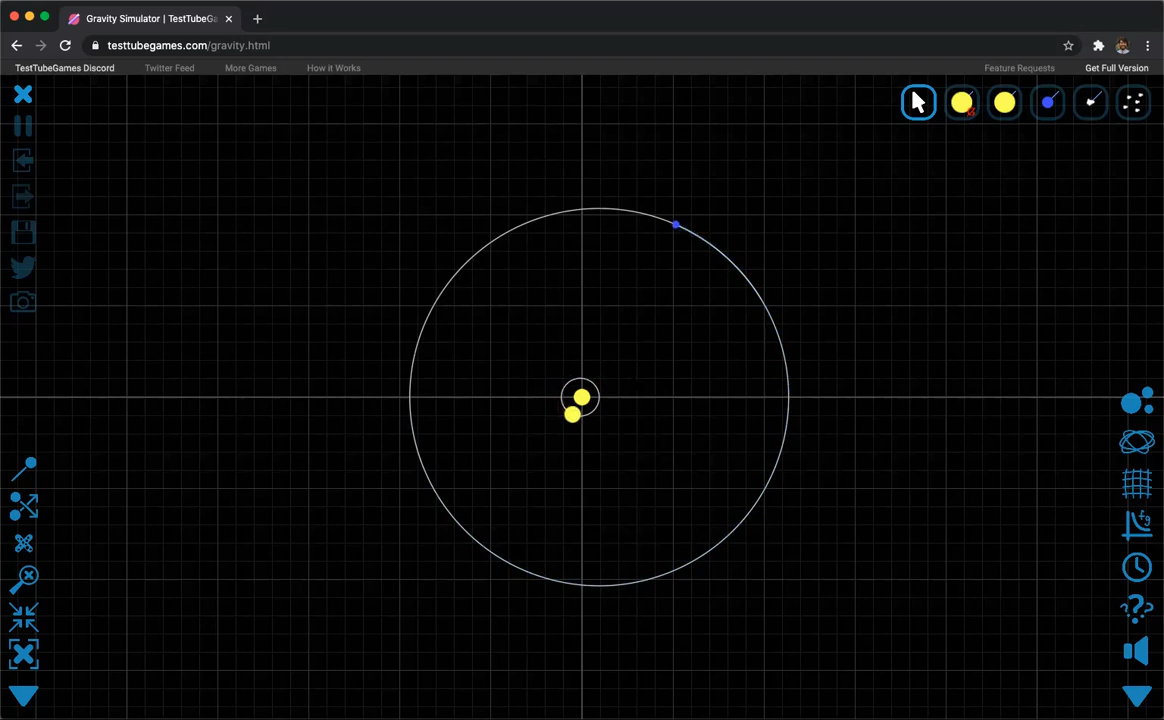 Gravity Simulator | TestTubeGa
testtubegames.com/gravity.html
TestTubeGames Discord Twitter Feed More Games How it Works Feature Requests Get Full Version
fg
???